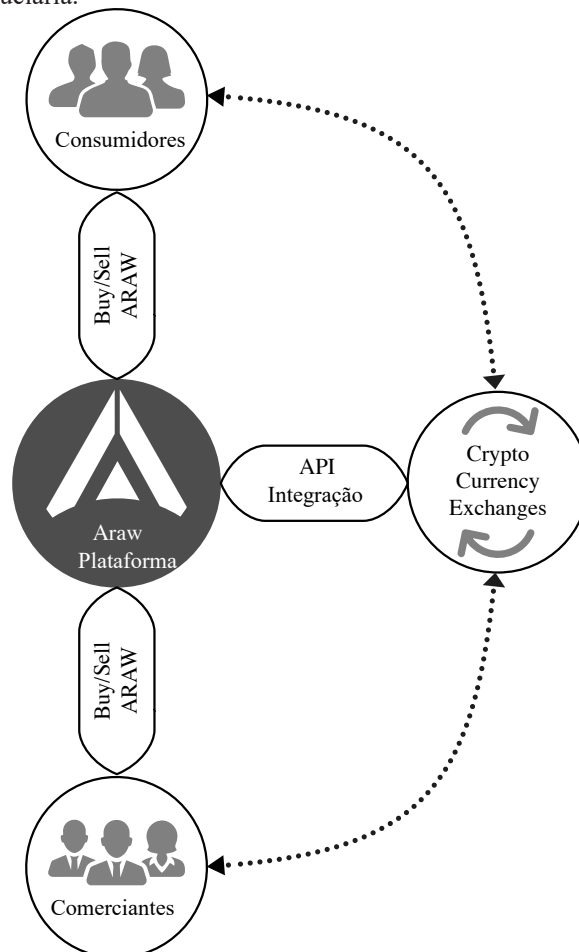 Consumidores
Buy/Sell
ARAW
Araw
Plataforma
API
Integração
Crypto
Currency
Exchanges
Buy/Sell
ARAW
Comerciantes